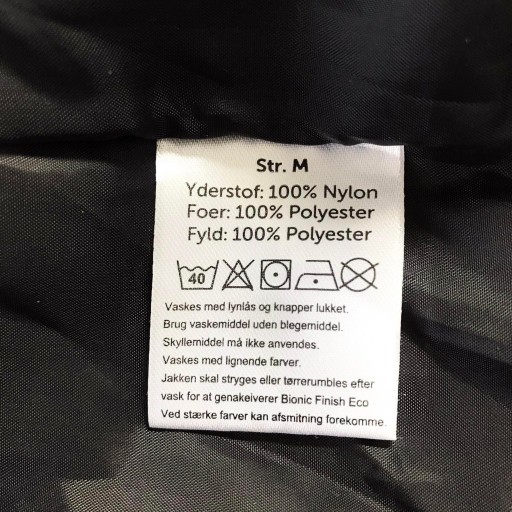 Str. M
Yderstof: 100% Nylon
Foer: 100% Polyester
Fyld: 100% Polyester
40
Vaskes med lynlås og knapper lukket.
Brug vaskemiddel uden blegemiddel.
Skyllemiddel må ikke anvendes.
Vaskes med lignende farver.
Jakken skal stryges eller tørrerumbles efter
vask for at genakeiverer Bionic Finish Eco
Ved stærke farver kan afsmitning forekomme.